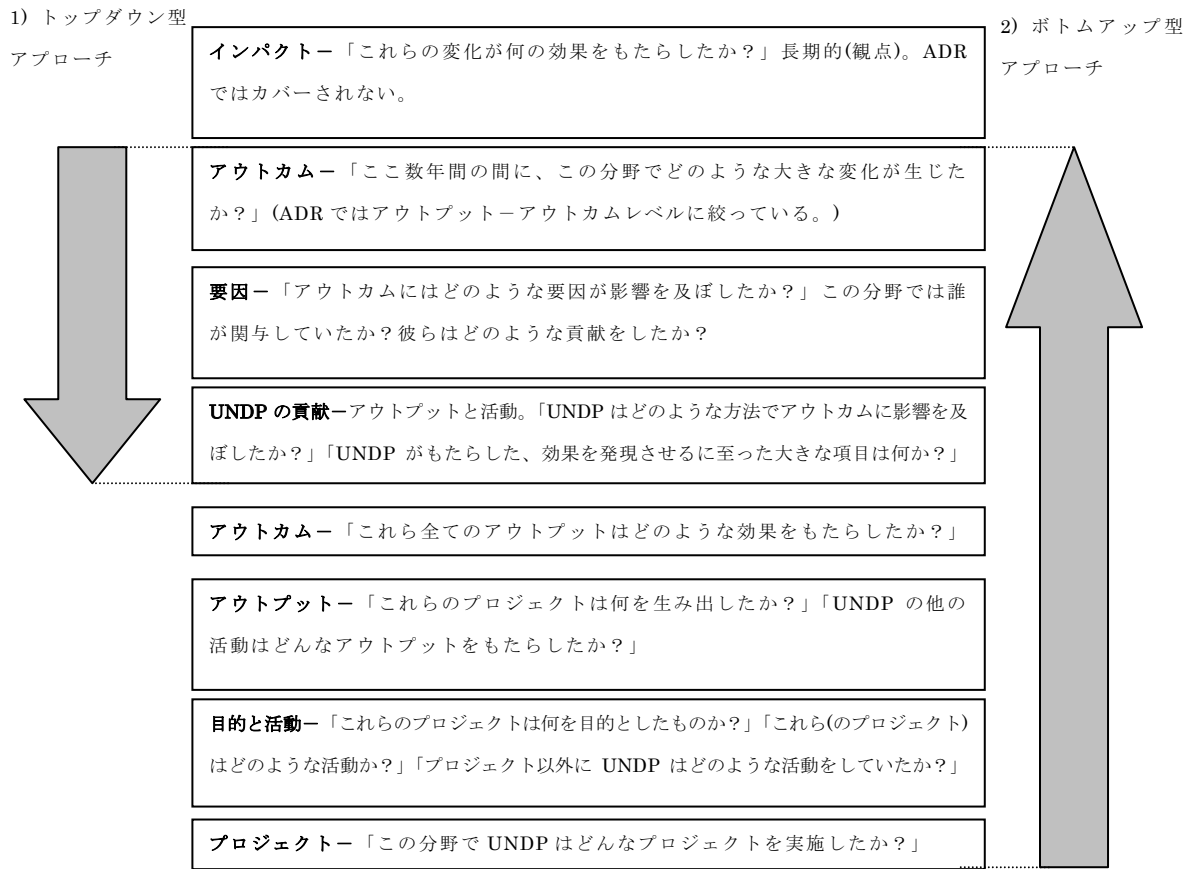 1) トップダウン型
アプローチ
2) ボトムアップ型
アプローチ
インパクト－「これらの変化が何の効果をもたらしたか？」長期的(観点)。ADR
ではカバーされない。
アウトカム－「ここ数年間の間に、この分野でどのような大きな変化が生じた
か？」(ADR ではアウトプット－アウトカムレベルに絞っている。)
要因－「アウトカムにはどのような要因が影響を及ぼしたか？」この分野では誰
が関与していたか？彼らはどのような貢献をしたか？
UNDP の貢献－アウトプットと活動。「UNDP はどのような方法でアウトカムに影響を及
ぼしたか？」「UNDP がもたらした、効果を発現させるに至った大きな項目は何か？」
アウトカム－「これら全てのアウトプットはどのような効果をもたらしたか？」
アウトプット－「これらのプロジェクトは何を生み出したか？」「UNDP の他の
活動はどんなアウトプットをもたらしたか？」
目的と活動－「これらのプロジェクトは何を目的としたものか？」「これら(のプロジェクト)
はどのような活動か？」「プロジェクト以外に UNDP はどのような活動をしていたか？」
プロジェクト－「この分野で UNDP はどんなプロジェクトを実施したか？」